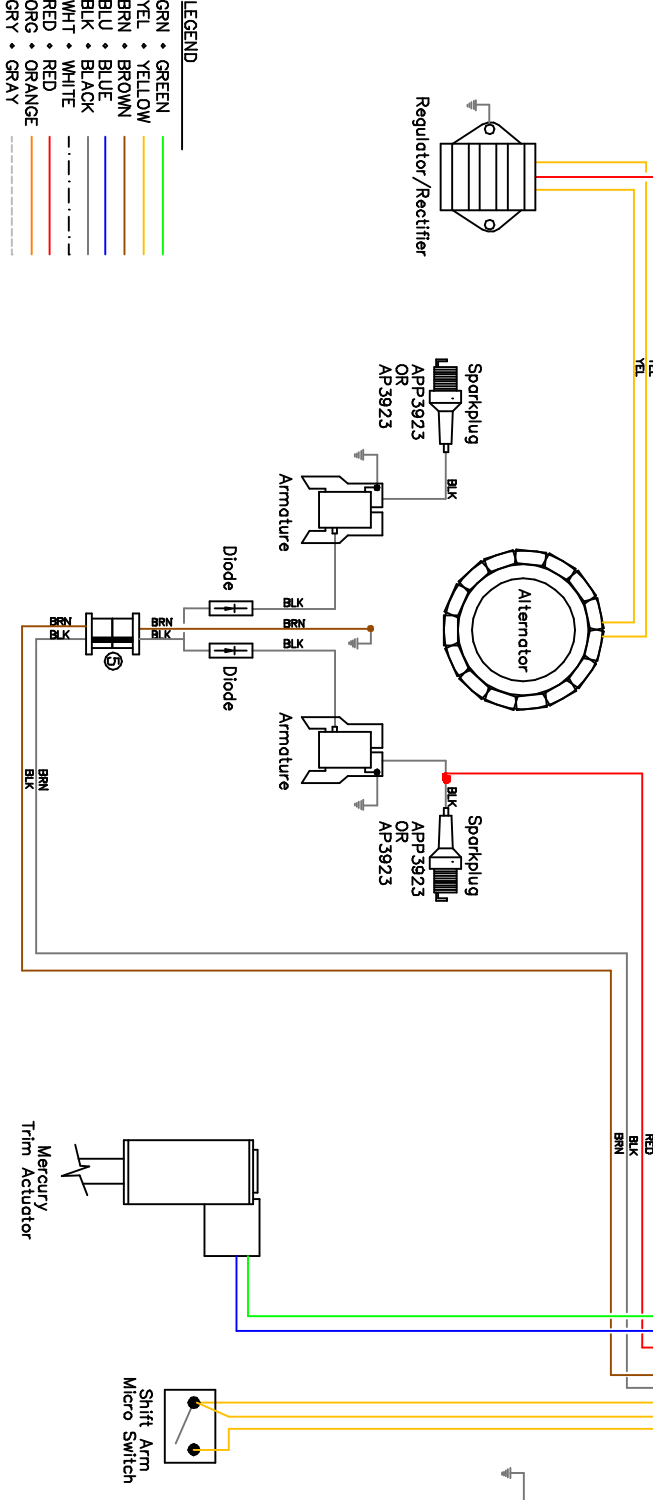 LEGEND
GRN • GREEN
YEL • YELLOW
BRN • BROWN
BLU • BLUE
BLK • BLACK
WHT • WHITE
RED • RED
ORG • ORANGE
GRY • GRAY
Regulator/Rectifier
YEL
YEL
Sparkplug
APP3923
OR
AP3923
BLK
Armature
Alternator
Diode
BLK
BRN
BLK
BRN
BLK
BRN
BLK
5
Diode
Armature
BRN
BLK
BLK
Sparkplug
APP3923
OR
AP3923
RED
BLK
BRN
Mercury
Trim Actuator
Shift Arm
Micro Switch